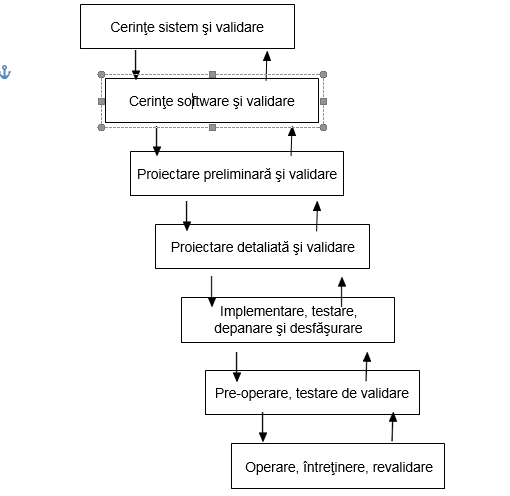 Cerinţe sistem şi validare
Cerinţe software şi validare
Proiectare preliminară şi validare
Proiectare detaliată şi validare
Implementare, testare,
depanare şi desfăşurare
Pre-operare, testare de validare
Operare, întreţinere, revalidare